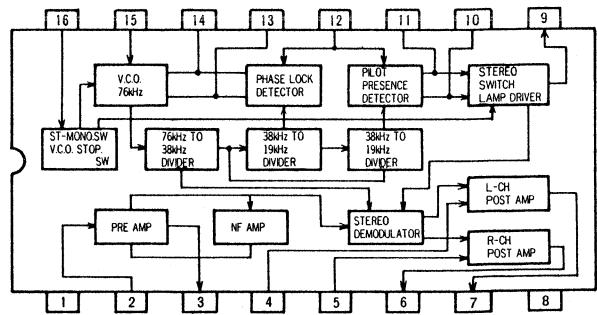 16 15 14 13 12 11 10 9
V.C.O.
76kHz
PHASE LOCK
DETECTOR
PILOT
PRESENCE
DETECTOR
STEREO
SWITCH
LAMP DRIVER
ST-MONO.SW
V.C.O. STOP.
SW
76kHz TO
38kHz
DIVIDER
38kHz TO
19kHz
DIVIDER
38kHz TO
19kHz
DIVIDER
PRE AMP
NF AMP
STEREO
DEMODULATOR
L-CH
POST AMP
R-CH
POST AMP
1 2 3 4 5 6 7 8